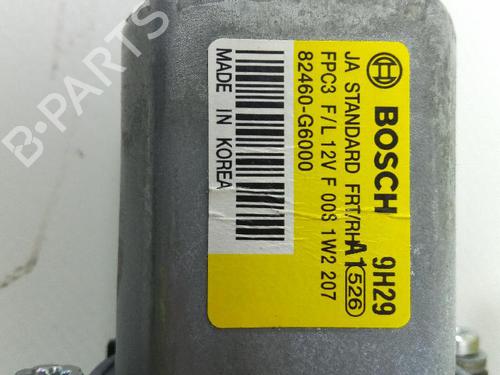 BOSCH 9H29
JA STANDARD FRT/RH A1 526
FPC3 F/L 12V F 00S 1W2 207
82460-G6000
MADE IN KOREA
B-PARTS
B-PARTS